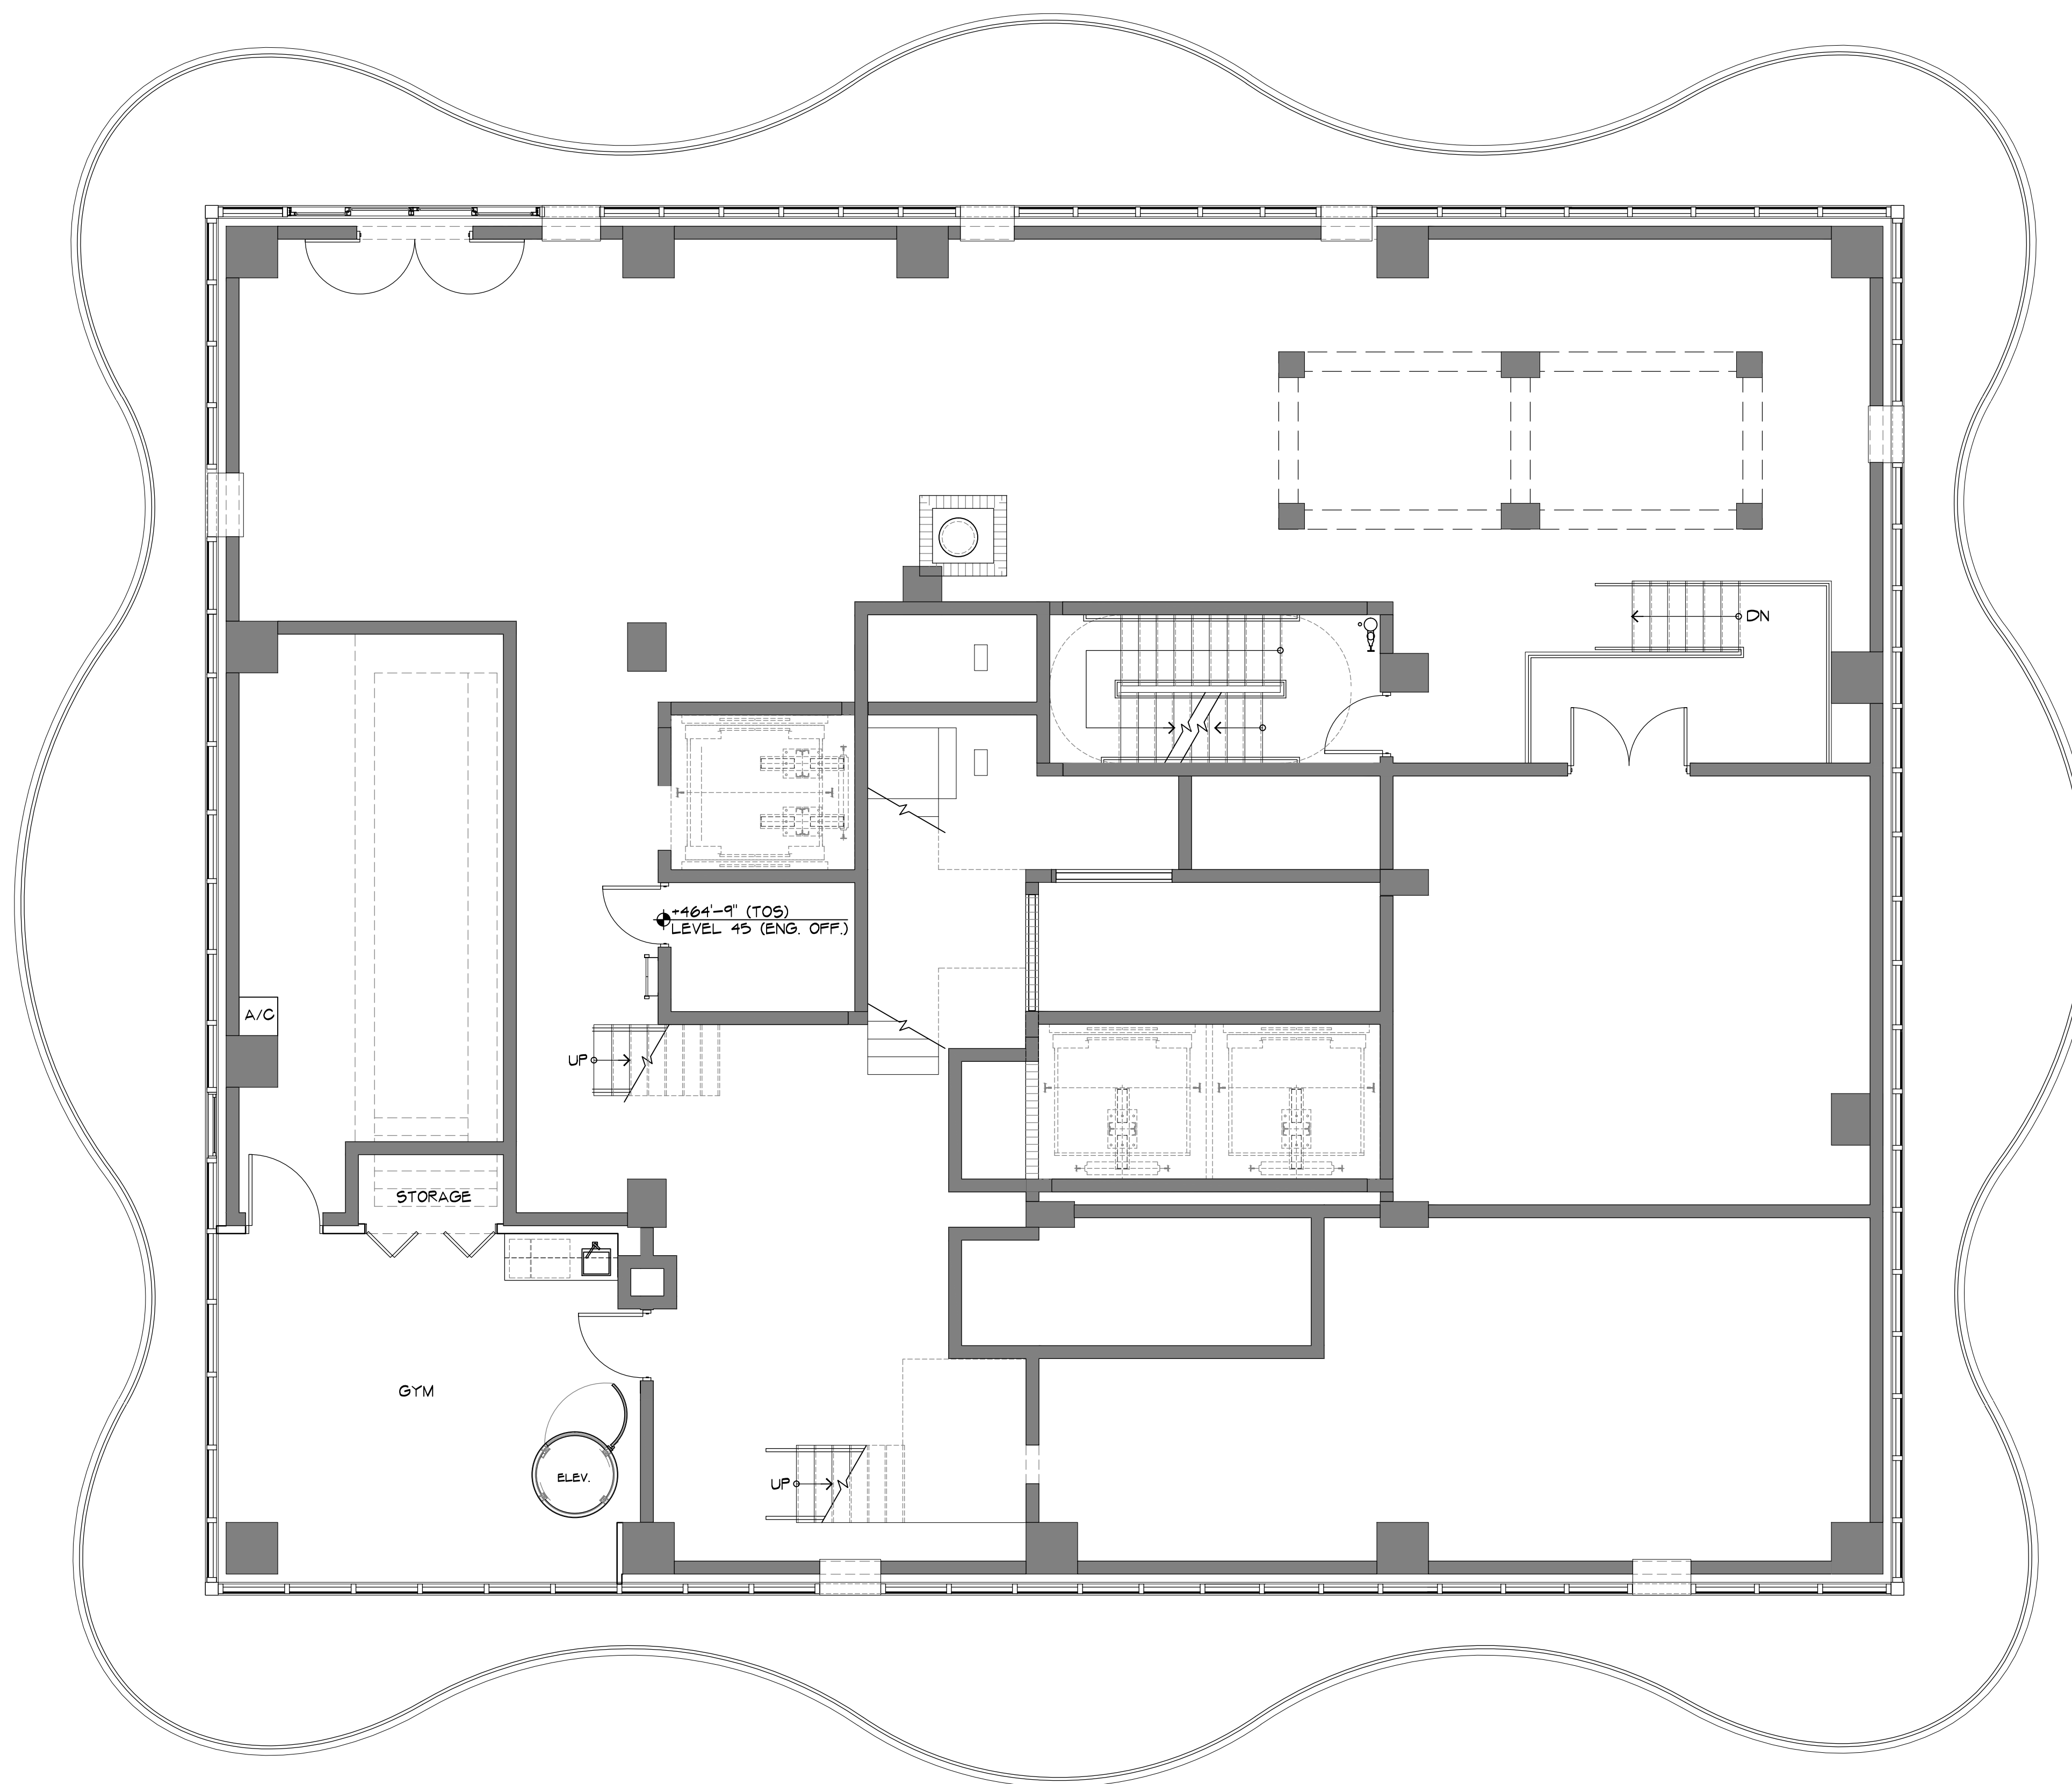 DN
+464'-9" (TOS)
LEVEL 45 (ENG. OFF.)
A/C
UP
STORAGE
GYM
ELEV.
UP